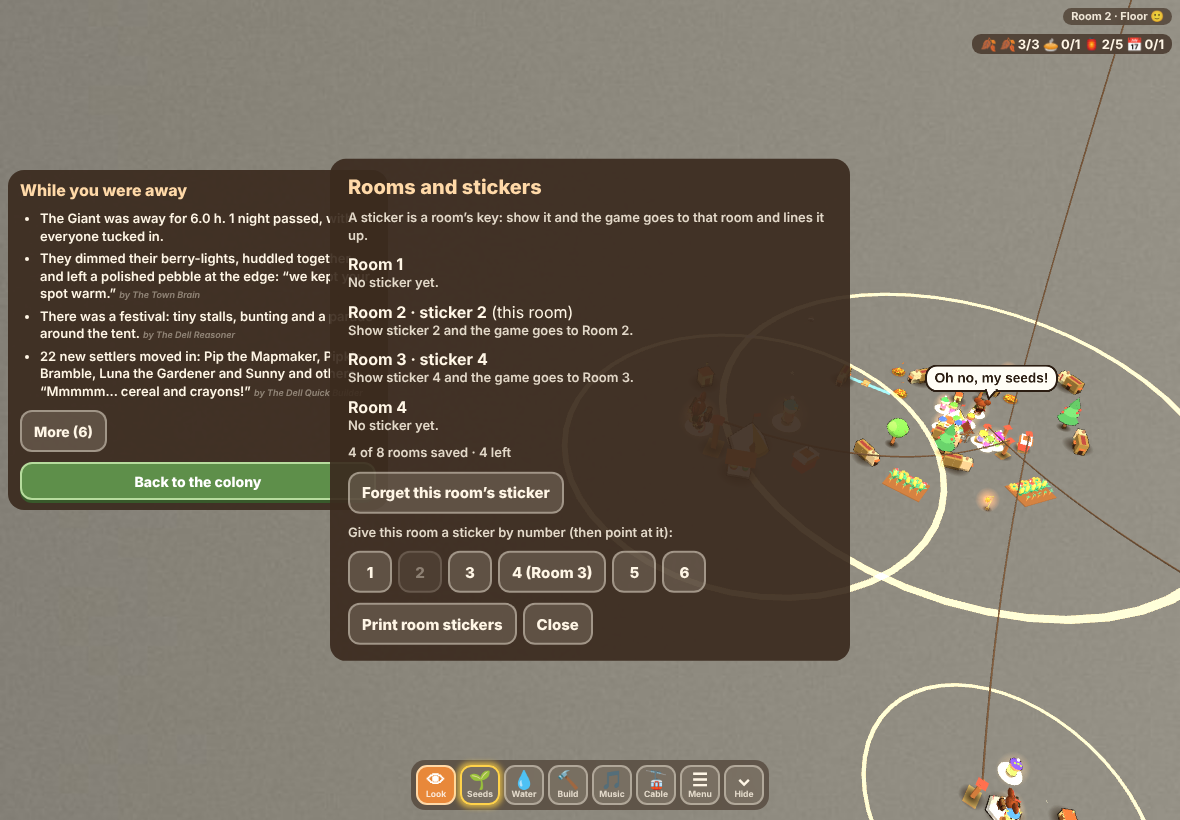 Room 2 · Floor 🙂
3/3 0/1 2/5 0/1
While you were away
• The Giant was away for 6.0 h. 1 night passed,
everyone tucked in.
• They dimmed their berry-lights, huddled
and left a polished pebble at the edge: “we
spot warm.” by The Town Brain
• There was a festival: tiny stalls, bunting and a
around the tent. by The Dell Reasoner
• 22 new settlers moved in: Pip the Mapmaker,
Bramble, Luna the Gardener and Sunny and
“Mmmm... cereal and crayons!” by The Dell Quick
More (6)
Back to the colony
Rooms and stickers
A sticker is a room’s key: show it and the game goes to that room and lines it
up.
Room 1
No sticker yet.
Room 2 · sticker 2 (this room)
Show sticker 2 and the game goes to Room 2.
Room 3 · sticker 4
Show sticker 4 and the game goes to Room 3.
Room 4
No sticker yet.
4 of 8 rooms saved · 4 left
Forget this room’s sticker
Give this room a sticker by number (then point at it):
1 2 3 4 (Room 3) 5 6
Print room stickers Close
Oh no, my seeds!
Look Seeds Water Build Music Cable Menu Hide